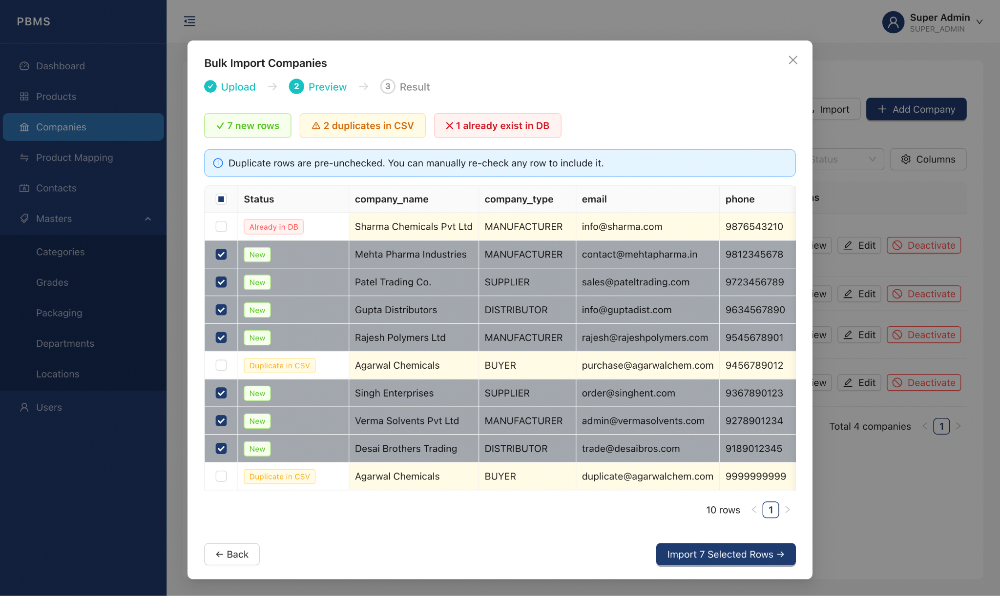 PBMS
Super Admin
SUPER_ADMIN
Dashboard
Products
Companies
Product Mapping
Contacts
Masters
Categories
Grades
Packaging
Departments
Locations
Users
Bulk Import Companies
Upload → 2 Preview → 3 Result
✓ 7 new rows
2 duplicates in CSV
✕ 1 already exist in DB
Duplicate rows are pre-unchecked. You can manually re-check any row to include it.
Status company_name company_type email phone
Already in DB Sharma Chemicals Pvt Ltd MANUFACTURER info@sharma.com 9876543210
New Mehta Pharma Industries MANUFACTURER contact@mehtapharma.in 9812345678
New Patel Trading Co. SUPPLIER sales@pateltrading.com 9723456789
New Gupta Distributors DISTRIBUTOR info@guptadist.com 9634567890
New Rajesh Polymers Ltd MANUFACTURER rajesh@rajeshpolymers.com 9545678901
Duplicate in CSV Agarwal Chemicals BUYER purchase@agarwalchem.com 9456789012
New Singh Enterprises SUPPLIER order@singhent.com 9367890123
New Verma Solvents Pvt Ltd MANUFACTURER admin@vermasolvents.com 9278901234
New Desai Brothers Trading DISTRIBUTOR trade@desaibros.com 9189012345
Duplicate in CSV Agarwal Chemicals BUYER duplicate@agarwalchem.com 9999999999
10 rows < 1 >
← Back
Import 7 Selected Rows →
Import
+ Add Company
Status
Columns
Edit Deactivate
Edit Deactivate
Edit Deactivate
Edit Deactivate
Total 4 companies < 1 >